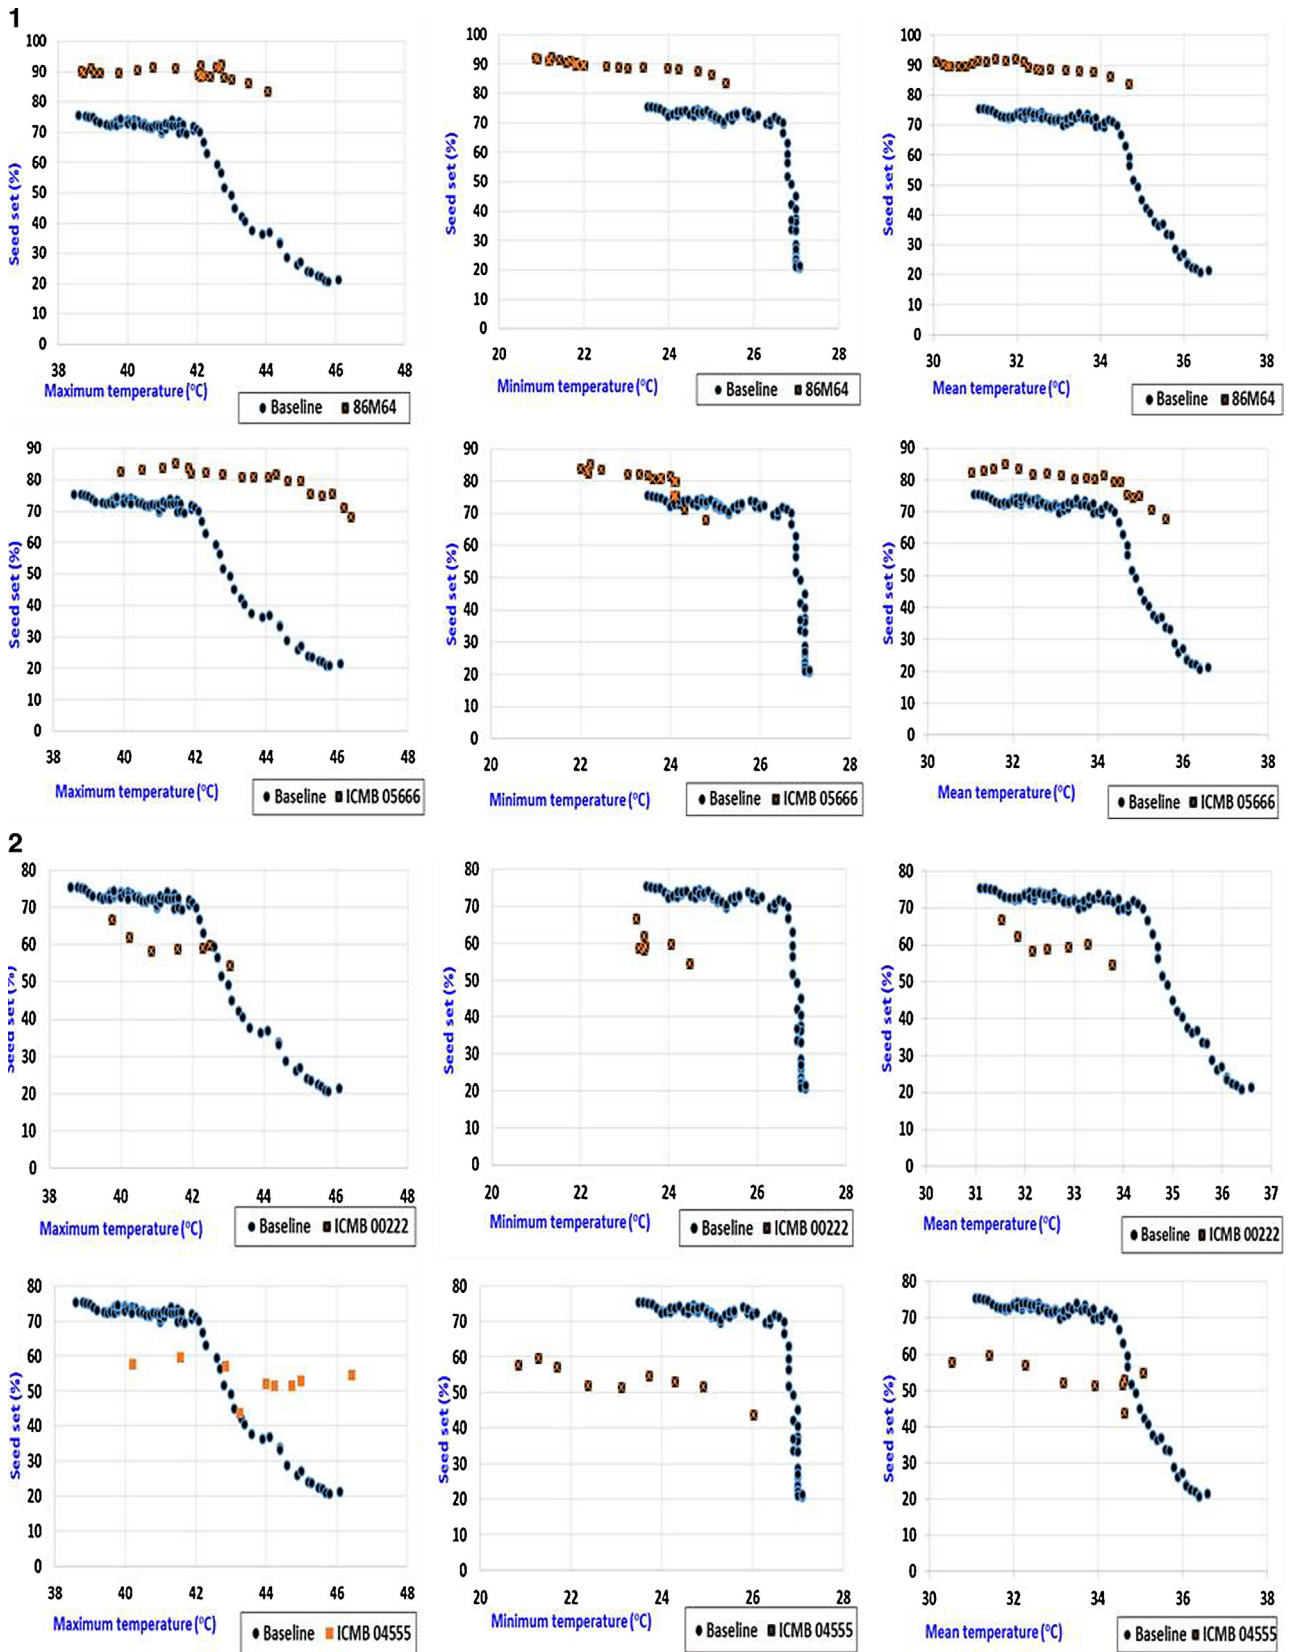 1
100
90
80
70
60
50
40
30
20
10
0
Seed set (%)
38 40 42 44 46 48
Maximum temperature (°C)
Baseline 86M64
100
90
80
70
60
50
40
30
20
10
0
Seed set (%)
20 22 24 26 28
Minimum temperature (°C)
Baseline 86M64
100
90
80
70
60
50
40
30
20
10
0
Seed set (%)
30 32 34 36 38
Mean temperature (°C)
Baseline 86M64
90
80
70
60
50
40
30
20
10
0
Seed set (%)
38 40 42 44 46 48
Maximum temperature (°C)
Baseline ICMB 05666
90
80
70
60
50
40
30
20
10
0
Seed set (%)
20 22 24 26 28
Minimum temperature (°C)
Baseline ICMB 05666
90
80
70
60
50
40
30
20
10
0
Seed set (%)
30 32 34 36 38
Mean temperature (°C)
Baseline ICMB 05666
2
80
70
60
50
40
30
20
10
0
Seed set (%)
38 40 42 44 46 48
Maximum temperature (°C)
Baseline ICMB 00222
80
70
60
50
40
30
20
10
0
Seed set (%)
20 22 24 26 28
Minimum temperature (°C)
Baseline ICMB 00222
80
70
60
50
40
30
20
10
0
Seed set (%)
30 31 32 33 34 35 36 37
Mean temperature (°C)
Baseline ICMB 00222
80
70
60
50
40
30
20
10
0
Seed set (%)
38 40 42 44 46 48
Maximum temperature (°C)
Baseline ICMB 04555
80
70
60
50
40
30
20
10
0
Seed set (%)
20 22 24 26 28
Minimum temperature (°C)
Baseline ICMB 04555
80
70
60
50
40
30
20
10
0
Seed set (%)
30 32 34 36 38
Mean temperature (°C)
Baseline ICMB 04555